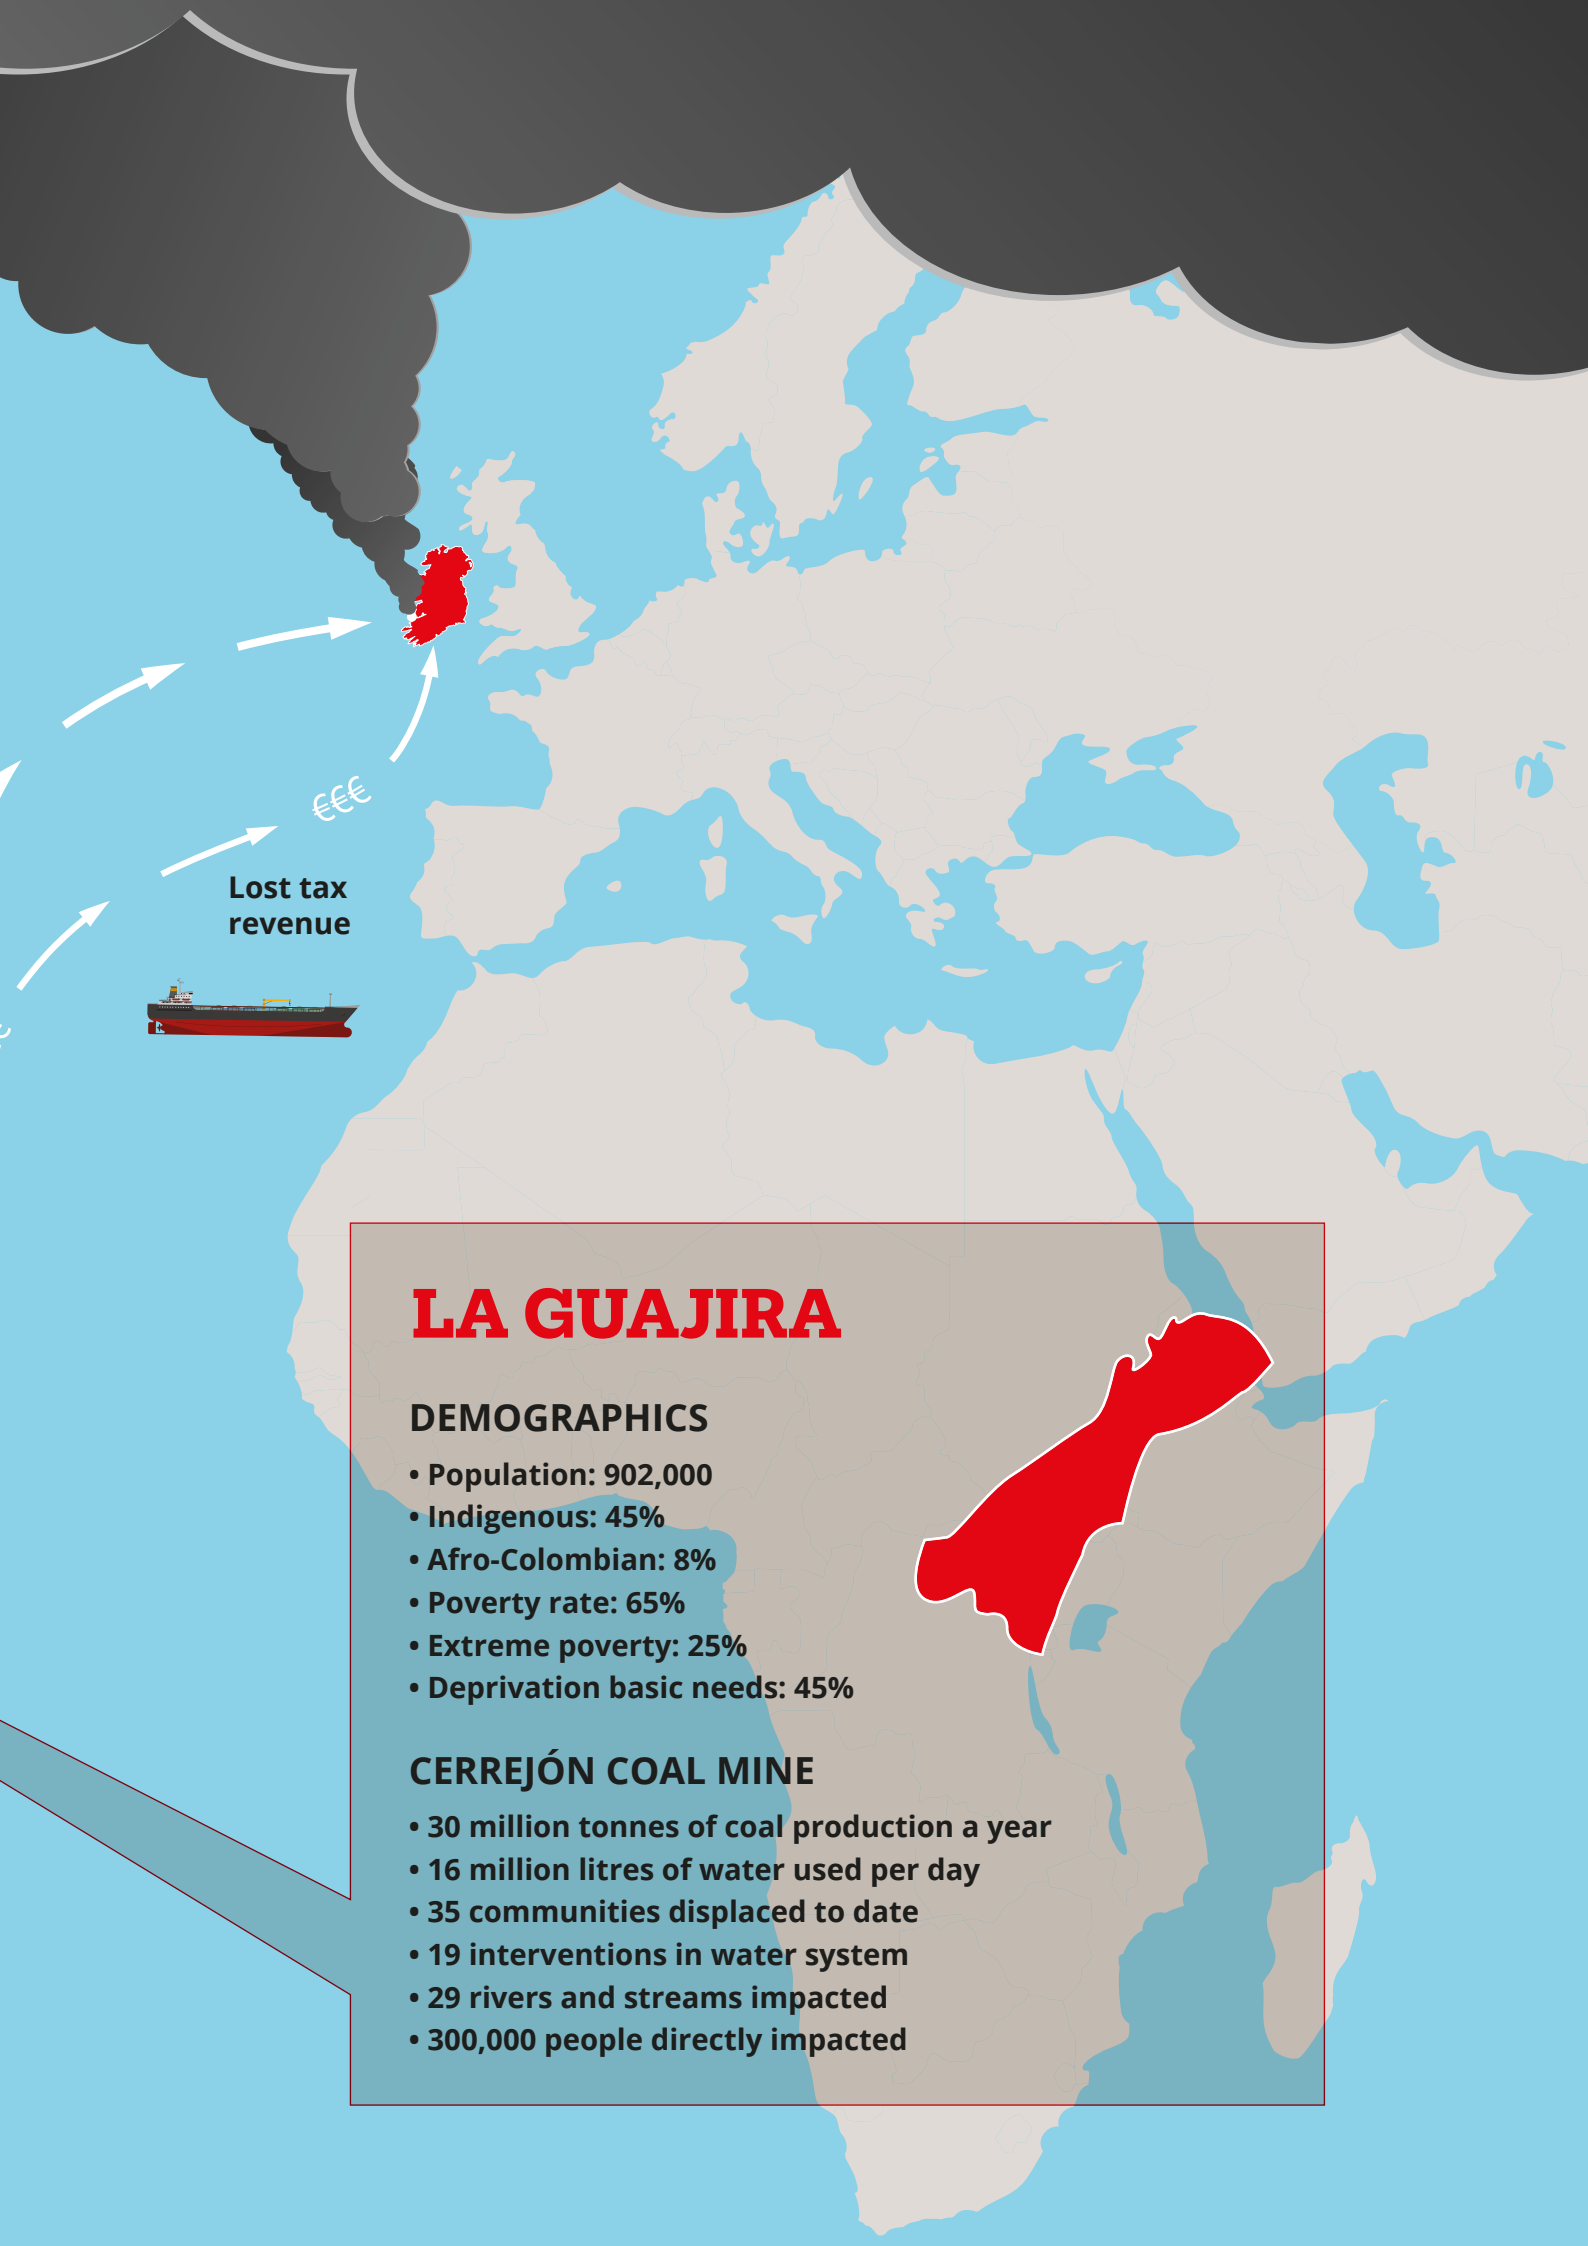 €€€
Lost tax
revenue
€
LA GUAJIRA
DEMOGRAPHICS
• Population: 902,000
• Indigenous: 45%
• Afro-Colombian: 8%
• Poverty rate: 65%
• Extreme poverty: 25%
• Deprivation basic needs: 45%
CERREJÓN COAL MINE
• 30 million tonnes of coal production a year
• 16 million litres of water used per day
• 35 communities displaced to date
• 19 interventions in water system
• 29 rivers and streams impacted
• 300,000 people directly impacted